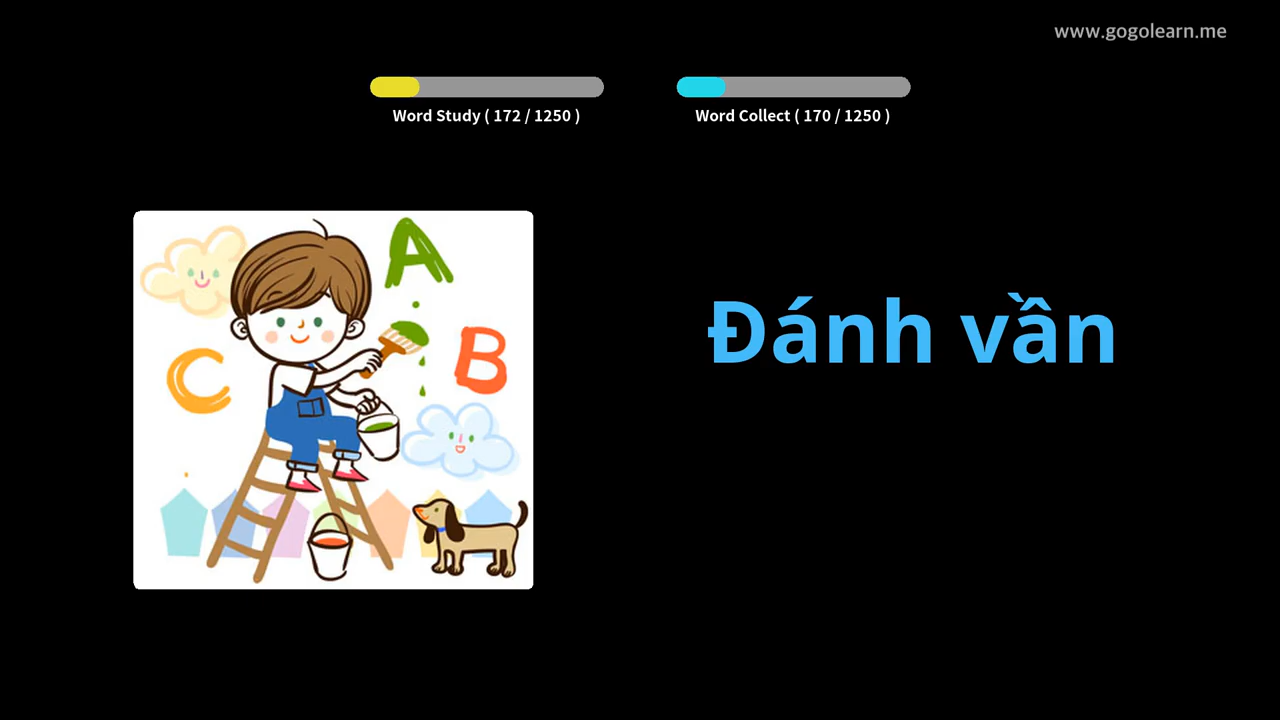 www.gogolearn.me
Word Study ( 172 / 1250 )
Word Collect ( 170 / 1250 )
A
B
C
Đánh vần